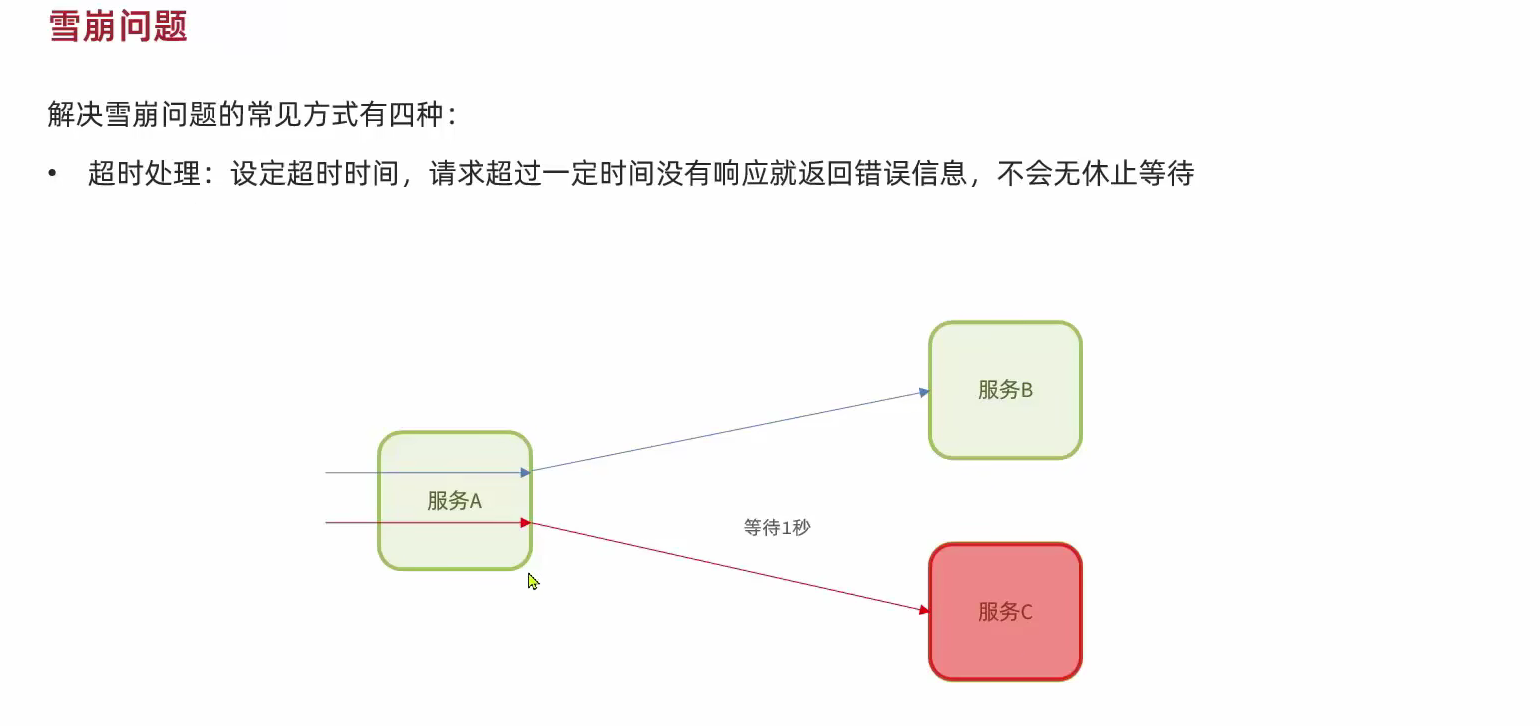 雪崩问题
解决雪崩问题的常见方式有四种：
• 超时处理：设定超时时间，请求超过一定时间没有响应就返回错误信息，不会无休止等待
服务B
服务A
等待1秒
服务C